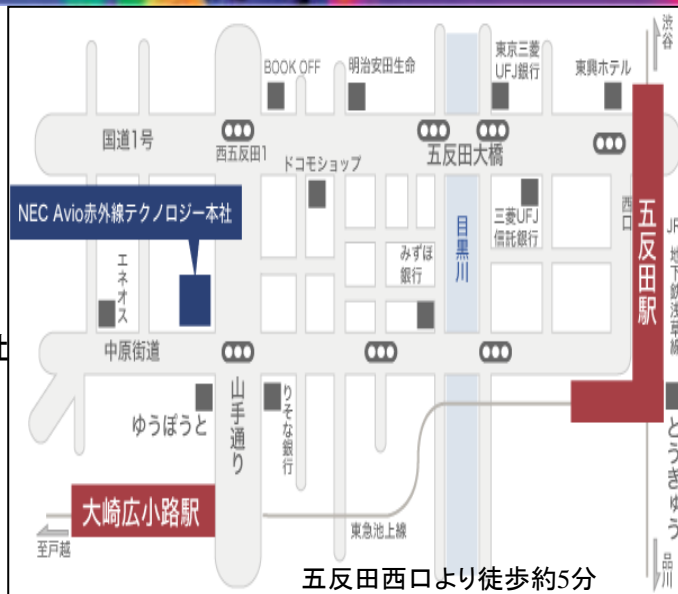 渋谷
BOOK OFF
明治安田生命
東京三菱
UFJ銀行
東興ホテル
国道1号
西五反田1
ドコモショップ
五反田大橋
NEC Avio赤外線テクノロジー本社
三菱UFJ
信託銀行
西口
五反田駅
JR
地下鉄浅草線
目黒川
みずほ
銀行
エネオス
中原街道
ゆうぽうと
山手通り
りそな銀行
とうきゅう
大崎広小路駅
東急池上線
至戸越
品川
五反田西口より徒歩約5分